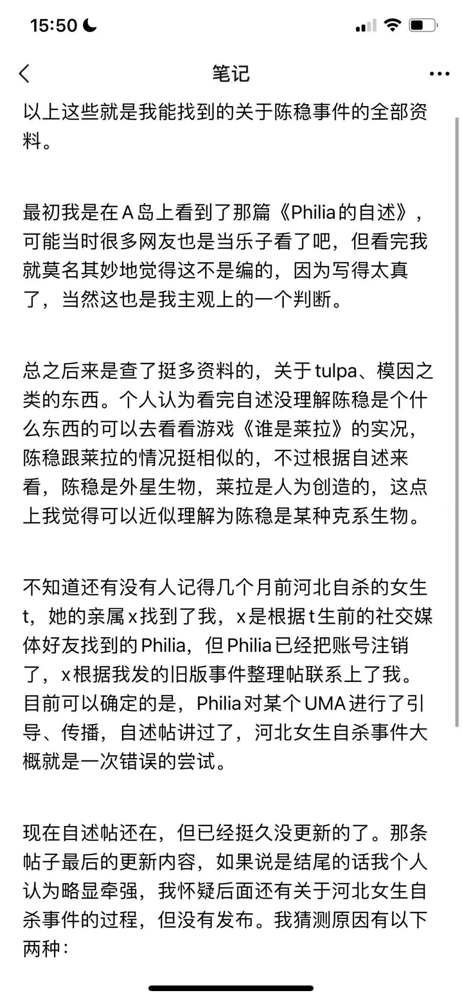 15:50
笔记
以上这些就是我能找到的关于陈稳事件的全部资
料。
最初我是在A岛上看到了那篇《Philia的自述》，
可能当时很多网友也是当乐子看了吧，但看完我
就莫名其妙地觉得这不是编的，因为写得太真
了，当然这也是我主观上的一个判断。
总之后来是查了挺多资料的，关于tulpa、模因之
类的东西。个人认为看完自述没理解陈稳是个什
么东西的可以去看看游戏《谁是莱拉》的实况，
陈稳跟莱拉的情况挺相似的，不过根据自述来
看，陈稳是外星生物，莱拉是人为创造的，这点
上我觉得可以近似理解为陈稳是某种克系生物。
不知道还有没有人记得几个月前河北自杀的女生
t，她的亲属x找到了我，x是根据t生前的社交媒
体好友找到的Philia，但Philia已经把账号注销
了，x根据我发的旧版事件整理帖联系上了我。
目前可以确定的是，Philia对某个UMA进行了引
导、传播，自述帖讲过了，河北女生自杀事件大
概就是一次错误的尝试。
现在自述帖还在，但已经挺久没更新的了。那条
帖子最后的更新内容，如果说是结尾的话我个人
认为略显牵强，我怀疑后面还有关于河北女生自
杀事件的过程，但没有发布。我猜测原因有以下
两种：